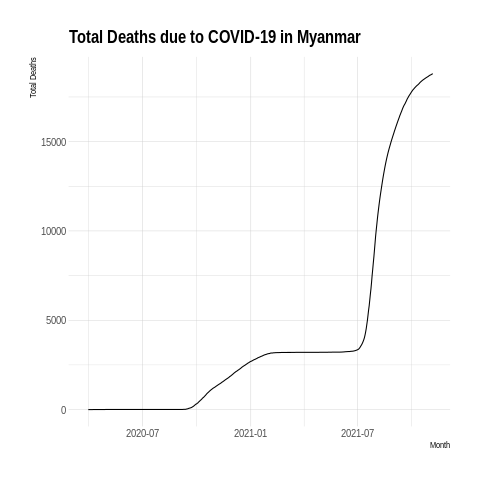 Total Deaths due to COVID-19 in Myanmar
Total Deaths
15000
10000
5000
0
2020-07 2021-01 2021-07
Month